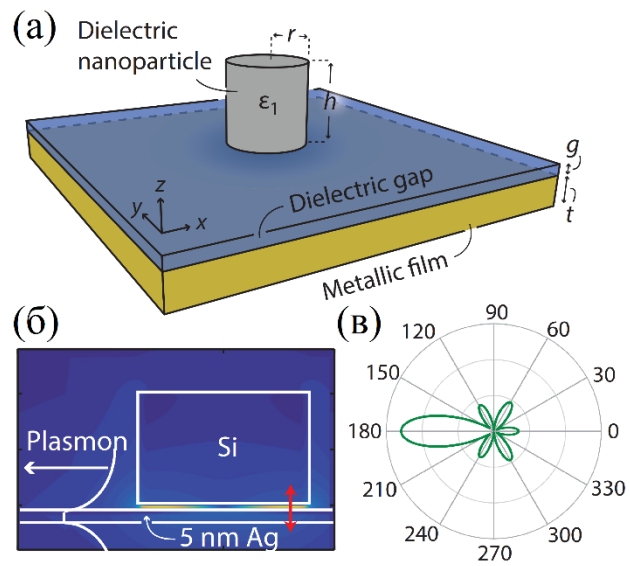 (а)
Dielectric
nanoparticle
r
h
ε₁
g
t
z
y
x
Dielectric gap
Metallic film
(б)
Plasmon
Si
5 nm Ag
(в)
90
120
60
150
30
180
0
210
330
240
300
270